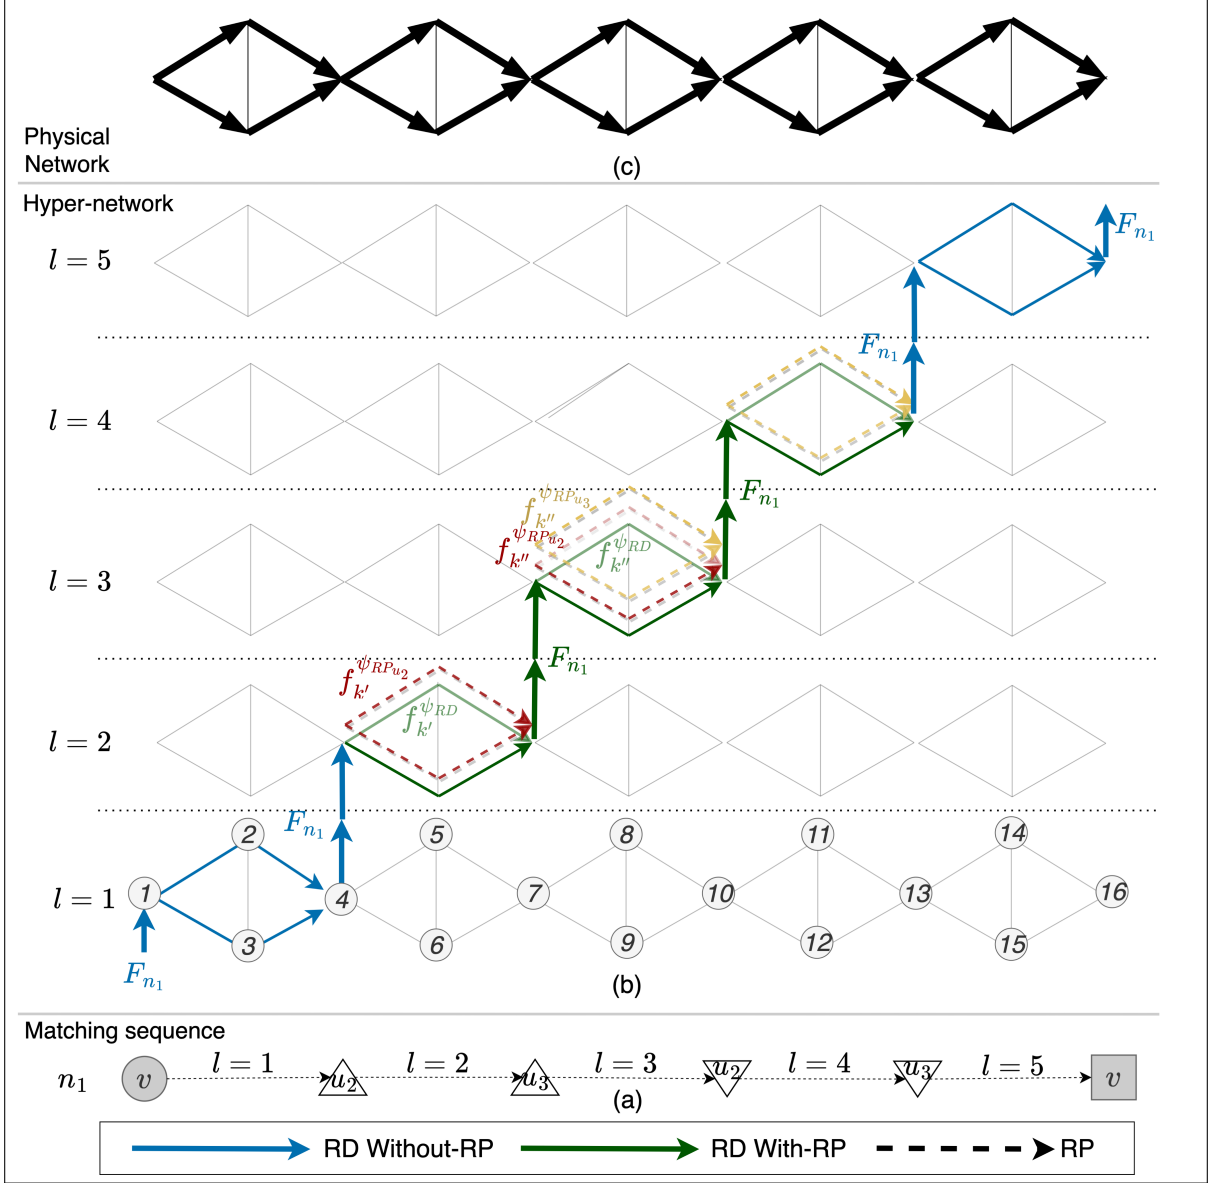 Physical
Network
(c)
Hyper-network
l = 5
F_{n_1}
F_{n_1}
l = 4
F_{n_1}
f_{k''}^{ψ_{RP_{u_3}}}
f_{k''}^{ψ_{RP_{u_2}}}
f_{k''}^{ψ_{RD}}
l = 3
F_{n_1}
f_{k'}^{ψ_{RP_{u_2}}}
f_{k'}^{ψ_{RD}}
l = 2
F_{n_1}
2 5 8 11 14
l = 1 1 4 7 10 13 16
3 6 9 12 15
F_{n_1}
(b)
Matching sequence
l = 1 l = 2 l = 3 l = 4 l = 5
n_1 v u_2 u_3 u_2 u_3 v
(a)
RD Without-RP RD With-RP RP